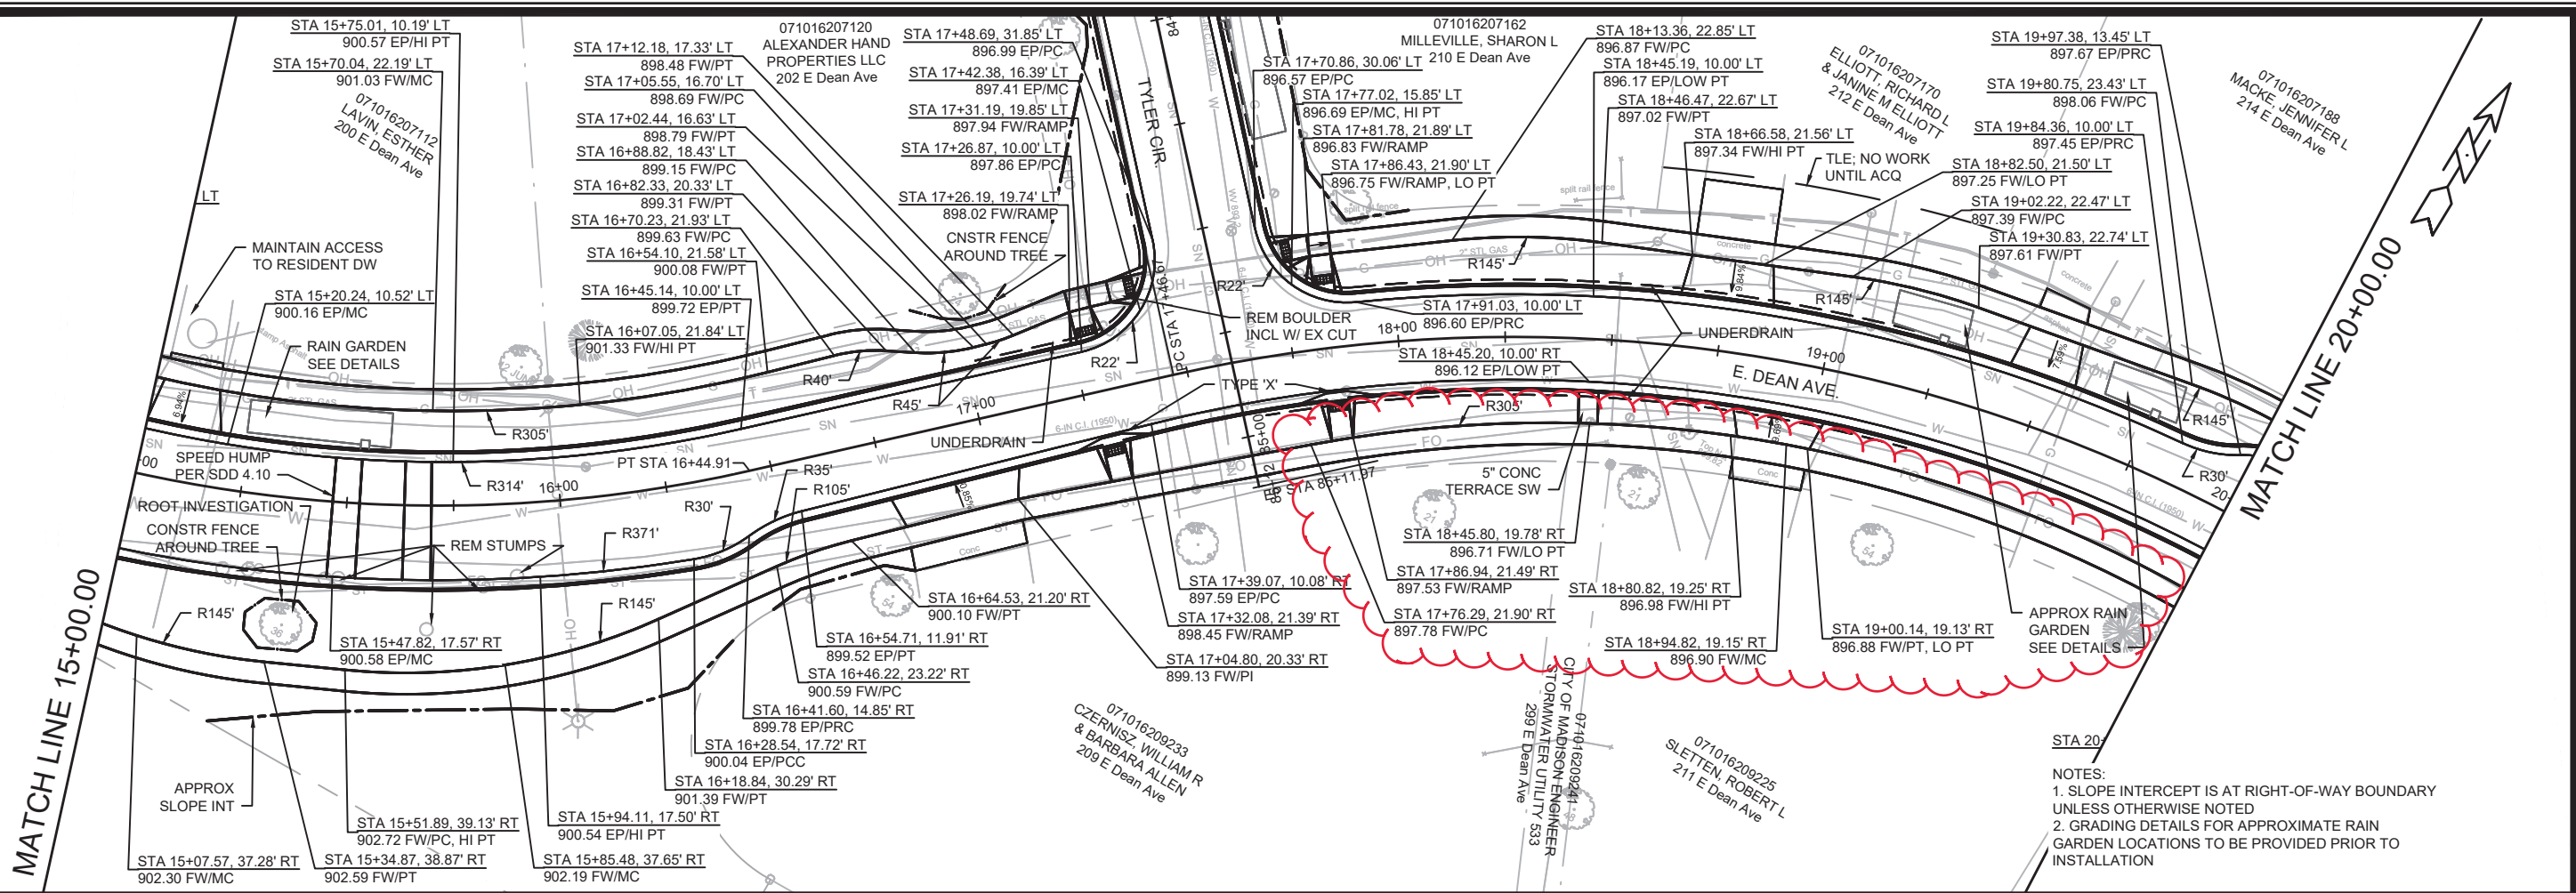 STA 15+75.01, 10.19' LT
900.57 EP/HI PT
STA 15+70.04, 22.19' LT
901.03 FW/MC
071016207112
LAVIN, ESTHER
200 E Dean Ave
LT
MAINTAIN ACCESS
TO RESIDENT DW
STA 15+20.24, 10.52' LT
900.16 EP/MC
RAIN GARDEN
SEE DETAILS
STA 17+12.18, 17.33' LT
898.48 FW/PT
STA 17+05.55, 16.70' LT
898.69 FW/PC
STA 17+02.44, 16.63' LT
898.79 FW/PT
STA 16+88.82, 18.43' LT
899.15 FW/PC
STA 16+82.33, 20.33' LT
899.31 FW/PT
STA 16+70.23, 21.93' LT
899.63 FW/PC
STA 16+54.10, 21.58' LT
900.08 FW/PT
STA 16+45.14, 10.00' LT
899.72 EP/PT
STA 16+07.05, 21.84' LT
901.33 FW/HI PT
071016207120
ALEXANDER HAND
PROPERTIES LLC
202 E Dean Ave
STA 17+48.69, 31.85' LT
896.99 EP/PC
STA 17+42.38, 16.39' LT
897.41 EP/MC
STA 17+31.19, 19.85' LT
897.94 FW/RAMP
STA 17+26.87, 10.00' LT
897.86 EP/PC
STA 17+26.19, 19.74' LT
898.02 FW/RAMP
CNSTR FENCE
AROUND TREE
TYLER CIR.
84+
071016207162
MILLEVILLE, SHARON L
210 E Dean Ave
STA 17+70.86, 30.06' LT
896.57 EP/PC
STA 17+77.02, 15.85' LT
896.69 EP/MC, HI PT
STA 17+81.78, 21.89' LT
896.83 FW/RAMP
STA 17+86.43, 21.90' LT
896.75 FW/RAMP, LO PT
split rail fence
split rail fence
STA 18+13.36, 22.85' LT
896.87 FW/PC
STA 18+45.19, 10.00' LT
896.17 EP/LOW PT
STA 18+46.47, 22.67' LT
897.02 FW/PT
STA 18+66.58, 21.56' LT
897.34 FW/HI PT
071016207170
ELLIOTT, RICHARD L
& JANNINE M ELLIOTT
212 E Dean Ave
TLE; NO WORK
UNTIL ACQ
STA 19+97.38, 13.45' LT
897.67 EP/PRC
STA 19+80.75, 23.43' LT
898.06 FW/PC
STA 19+84.36, 10.00' LT
897.45 EP/PRC
STA 18+82.50, 21.50' LT
897.25 FW/LO PT
STA 19+02.22, 22.47' LT
897.39 FW/PC
STA 19+30.83, 22.74' LT
897.61 FW/PT
071016207188
MACKE, JENNIFER L
214 E Dean Ave
MATCH LINE 20+00.00
REM BOULDER
INCL W/ EX CUT
R22'
R22'
R40'
R45'
UNDERDRAIN
17+00
TYPE 'X'
STA 17+91.03, 10.00' LT
896.60 EP/PRC
18+00
STA 18+45.20, 10.00' RT
896.12 EP/LOW PT
UNDERDRAIN
E. DEAN AVE.
19+00
R145'
R145'
R145'
R30'
9.84%
7.59%
concrete
concrete
asphalt
2" STL GAS
6-IN C.I. (1950)
6.94%
R305'
SPEED HUMP
PER SDD 4.10
R314'
16+00
PT STA 16+44.91
ROOT INVESTIGATION
CONSTR FENCE
AROUND TREE
REM STUMPS
R371'
R30'
R35'
R105'
R305'
5" CONC
TERRACE SW
MATCH LINE 15+00.00
R145'
R145'
36
54
21
21
54
Conc
Conc
STA 15+47.82, 17.57' RT
900.58 EP/MC
APPROX
SLOPE INT
STA 15+07.57, 37.28' RT
902.30 FW/MC
STA 15+34.87, 38.87' RT
902.59 FW/PT
STA 15+51.89, 39.13' RT
902.72 FW/PC, HI PT
STA 15+85.48, 37.65' RT
902.19 FW/MC
STA 15+94.11, 17.50' RT
900.54 EP/HI PT
STA 16+18.84, 30.29' RT
901.39 FW/PT
STA 16+28.54, 17.72' RT
900.04 EP/PCC
STA 16+41.60, 14.85' RT
899.78 EP/PRC
STA 16+46.22, 23.22' RT
900.59 FW/PC
STA 16+54.71, 11.91' RT
899.52 EP/PT
STA 16+64.53, 21.20' RT
900.10 FW/PT
STA 17+04.80, 20.33' RT
899.13 FW/PI
STA 17+32.08, 21.39' RT
898.45 FW/RAMP
STA 17+39.07, 10.08' RT
897.59 EP/PC
STA 17+76.29, 21.90' RT
897.78 FW/PC
STA 17+86.94, 21.49' RT
897.53 FW/RAMP
STA 18+45.80, 19.78' RT
896.71 FW/LO PT
STA 18+80.82, 19.25' RT
896.98 FW/HI PT
STA 18+94.82, 19.15' RT
896.90 FW/MC
STA 19+00.14, 19.13' RT
896.88 FW/PT, LO PT
APPROX RAIN
GARDEN
SEE DETAILS
071016209233
CZERNISZ, WILLIAM R
& BARBARA ALLEN
209 E Dean Ave
071016209241
CITY OF MADISON ENGINEER
STORMWATER UTILITY 533
299 E Dean Ave
071016209225
SLETTEN, ROBERT L
211 E Dean Ave
STA 20+
NOTES:
1. SLOPE INTERCEPT IS AT RIGHT-OF-WAY BOUNDARY
UNLESS OTHERWISE NOTED
2. GRADING DETAILS FOR APPROXIMATE RAIN
GARDEN LOCATIONS TO BE PROVIDED PRIOR TO
INSTALLATION